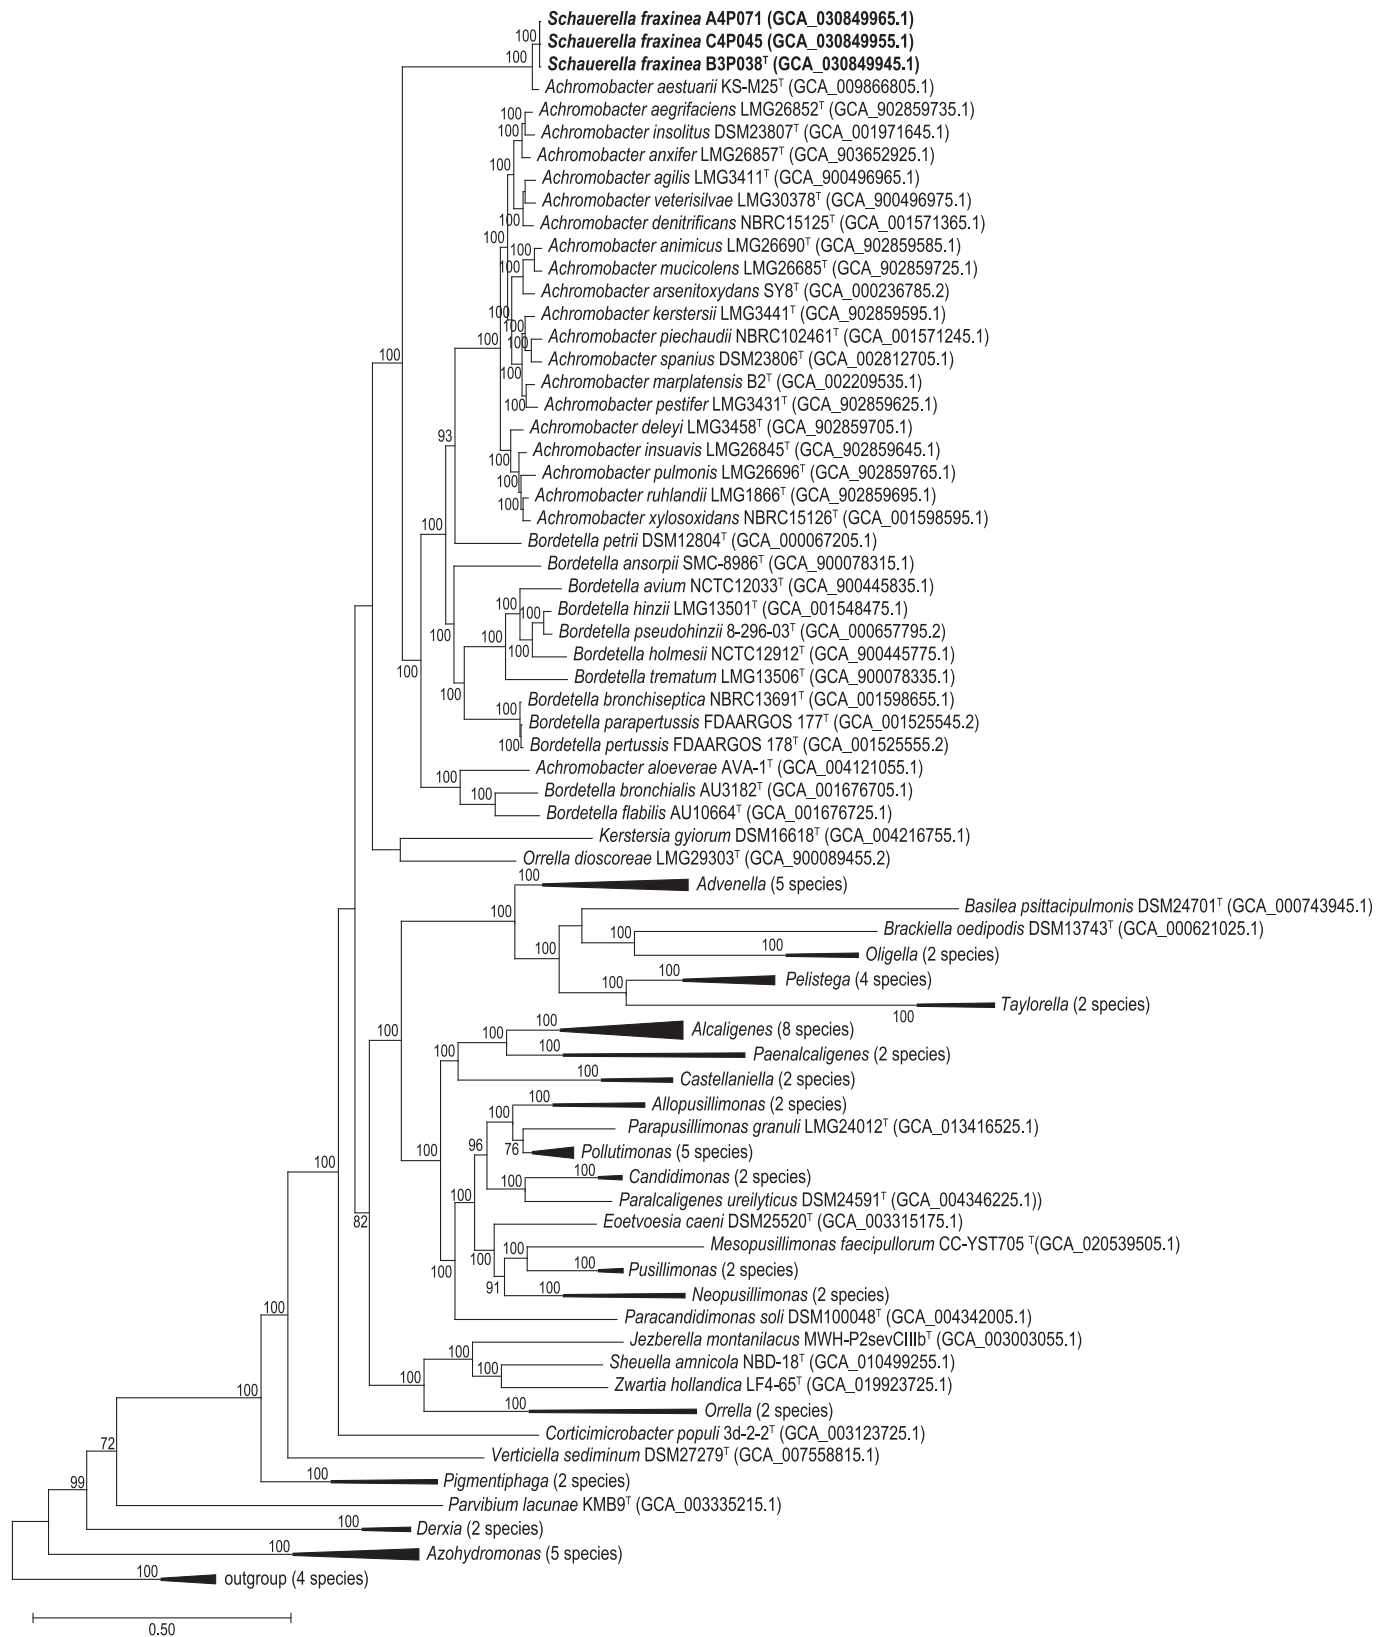 Schauerella fraxinea A4P071 (GCA_030849965.1)
100
Schauerella fraxinea C4P045 (GCA_030849955.1)
100
Schauerella fraxinea B3P038ᵀ (GCA_030849945.1)
Achromobacter aestuarii KS-M25ᵀ (GCA_009866805.1)
100
Achromobacter aegrifaciens LMG26852ᵀ (GCA_902859735.1)
100
Achromobacter insolitus DSM23807ᵀ (GCA_001971645.1)
Achromobacter anxifer LMG26857ᵀ (GCA_903652925.1)
100
Achromobacter agilis LMG3411ᵀ (GCA_900496965.1)
Achromobacter veterisilvae LMG30378ᵀ (GCA_900496975.1)
100
Achromobacter denitrificans NBRC15125ᵀ (GCA_001571365.1)
100
100
Achromobacter animicus LMG26690ᵀ (GCA_902859585.1)
100
Achromobacter mucicolens LMG26685ᵀ (GCA_902859725.1)
Achromobacter arsenitoxydans SY8ᵀ (GCA_000236785.2)
100
Achromobacter kerstersii LMG3441ᵀ (GCA_902859595.1)
100
100
100
Achromobacter piechaudii NBRC102461ᵀ (GCA_001571245.1)
100
Achromobacter spanius DSM23806ᵀ (GCA_002812705.1)
100
100
Achromobacter marplatensis B2ᵀ (GCA_002209535.1)
100
Achromobacter pestifer LMG3431ᵀ (GCA_902859625.1)
Achromobacter deleyi LMG3458ᵀ (GCA_902859705.1)
93
Achromobacter insuavis LMG26845ᵀ (GCA_902859645.1)
100
Achromobacter pulmonis LMG26696ᵀ (GCA_902859765.1)
100
Achromobacter ruhlandii LMG1866ᵀ (GCA_902859695.1)
100
Achromobacter xylosoxidans NBRC15126ᵀ (GCA_001598595.1)
100
Bordetella petrii DSM12804ᵀ (GCA_000067205.1)
Bordetella ansorpii SMC-8986ᵀ (GCA_900078315.1)
Bordetella avium NCTC12033ᵀ (GCA_900445835.1)
100
Bordetella hinzii LMG13501ᵀ (GCA_001548475.1)
100
Bordetella pseudohinzii 8-296-03ᵀ (GCA_000657795.2)
100
100
100
Bordetella holmesii NCTC12912ᵀ (GCA_900445775.1)
100
Bordetella trematum LMG13506ᵀ (GCA_900078335.1)
100
Bordetella bronchiseptica NBRC13691ᵀ (GCA_001598655.1)
100
Bordetella parapertussis FDAARGOS 177ᵀ (GCA_001525545.2)
100
Bordetella pertussis FDAARGOS 178ᵀ (GCA_001525555.2)
Achromobacter aloeverae AVA-1ᵀ (GCA_004121055.1)
100
Bordetella bronchialis AU3182ᵀ (GCA_001676705.1)
100
Bordetella flabilis AU10664ᵀ (GCA_001676725.1)
Kerstersia gyiorum DSM16618ᵀ (GCA_004216755.1)
Orrella dioscoreae LMG29303ᵀ (GCA_900089455.2)
100
Advenella (5 species)
100
Basilea psittacipulmonis DSM24701ᵀ (GCA_000743945.1)
Brackiella oedipodis DSM13743ᵀ (GCA_000621025.1)
100
100
100
Oligella (2 species)
100
100
Pelistega (4 species)
Taylorella (2 species)
100
100
100
100
Alcaligenes (8 species)
100
100
Paenalcaligenes (2 species)
100
Castellaniella (2 species)
100
Allopusillimonas (2 species)
100
Parapusillimonas granuli LMG24012ᵀ (GCA_013416525.1)
100
96
76
Pollutimonas (5 species)
100
100
Candidimonas (2 species)
100
100
Paralcaligenes ureilyticus DSM24591ᵀ (GCA_004346225.1))
82
Eoetvoesia caeni DSM25520ᵀ (GCA_003315175.1)
100
Mesopusillimonas faecipullorum CC-YST705 ᵀ(GCA_020539505.1)
100
100
100
Pusillimonas (2 species)
91
100
Neopusillimonas (2 species)
100
Paracandidimonas soli DSM100048ᵀ (GCA_004342005.1)
Jezberella montanilacus MWH-P2sevCIIIbᵀ (GCA_003003055.1)
100
Sheuella amnicola NBD-18ᵀ (GCA_010499255.1)
100
100
Zwartia hollandica LF4-65ᵀ (GCA_019923725.1)
100
100
Orrella (2 species)
Corticimicrobacter populi 3d-2-2ᵀ (GCA_003123725.1)
72
Verticiella sediminum DSM27279ᵀ (GCA_007558815.1)
100
Pigmentiphaga (2 species)
99
Parvibium lacunae KMB9ᵀ (GCA_003335215.1)
100
Derxia (2 species)
100
Azohydromonas (5 species)
100
outgroup (4 species)
0.50